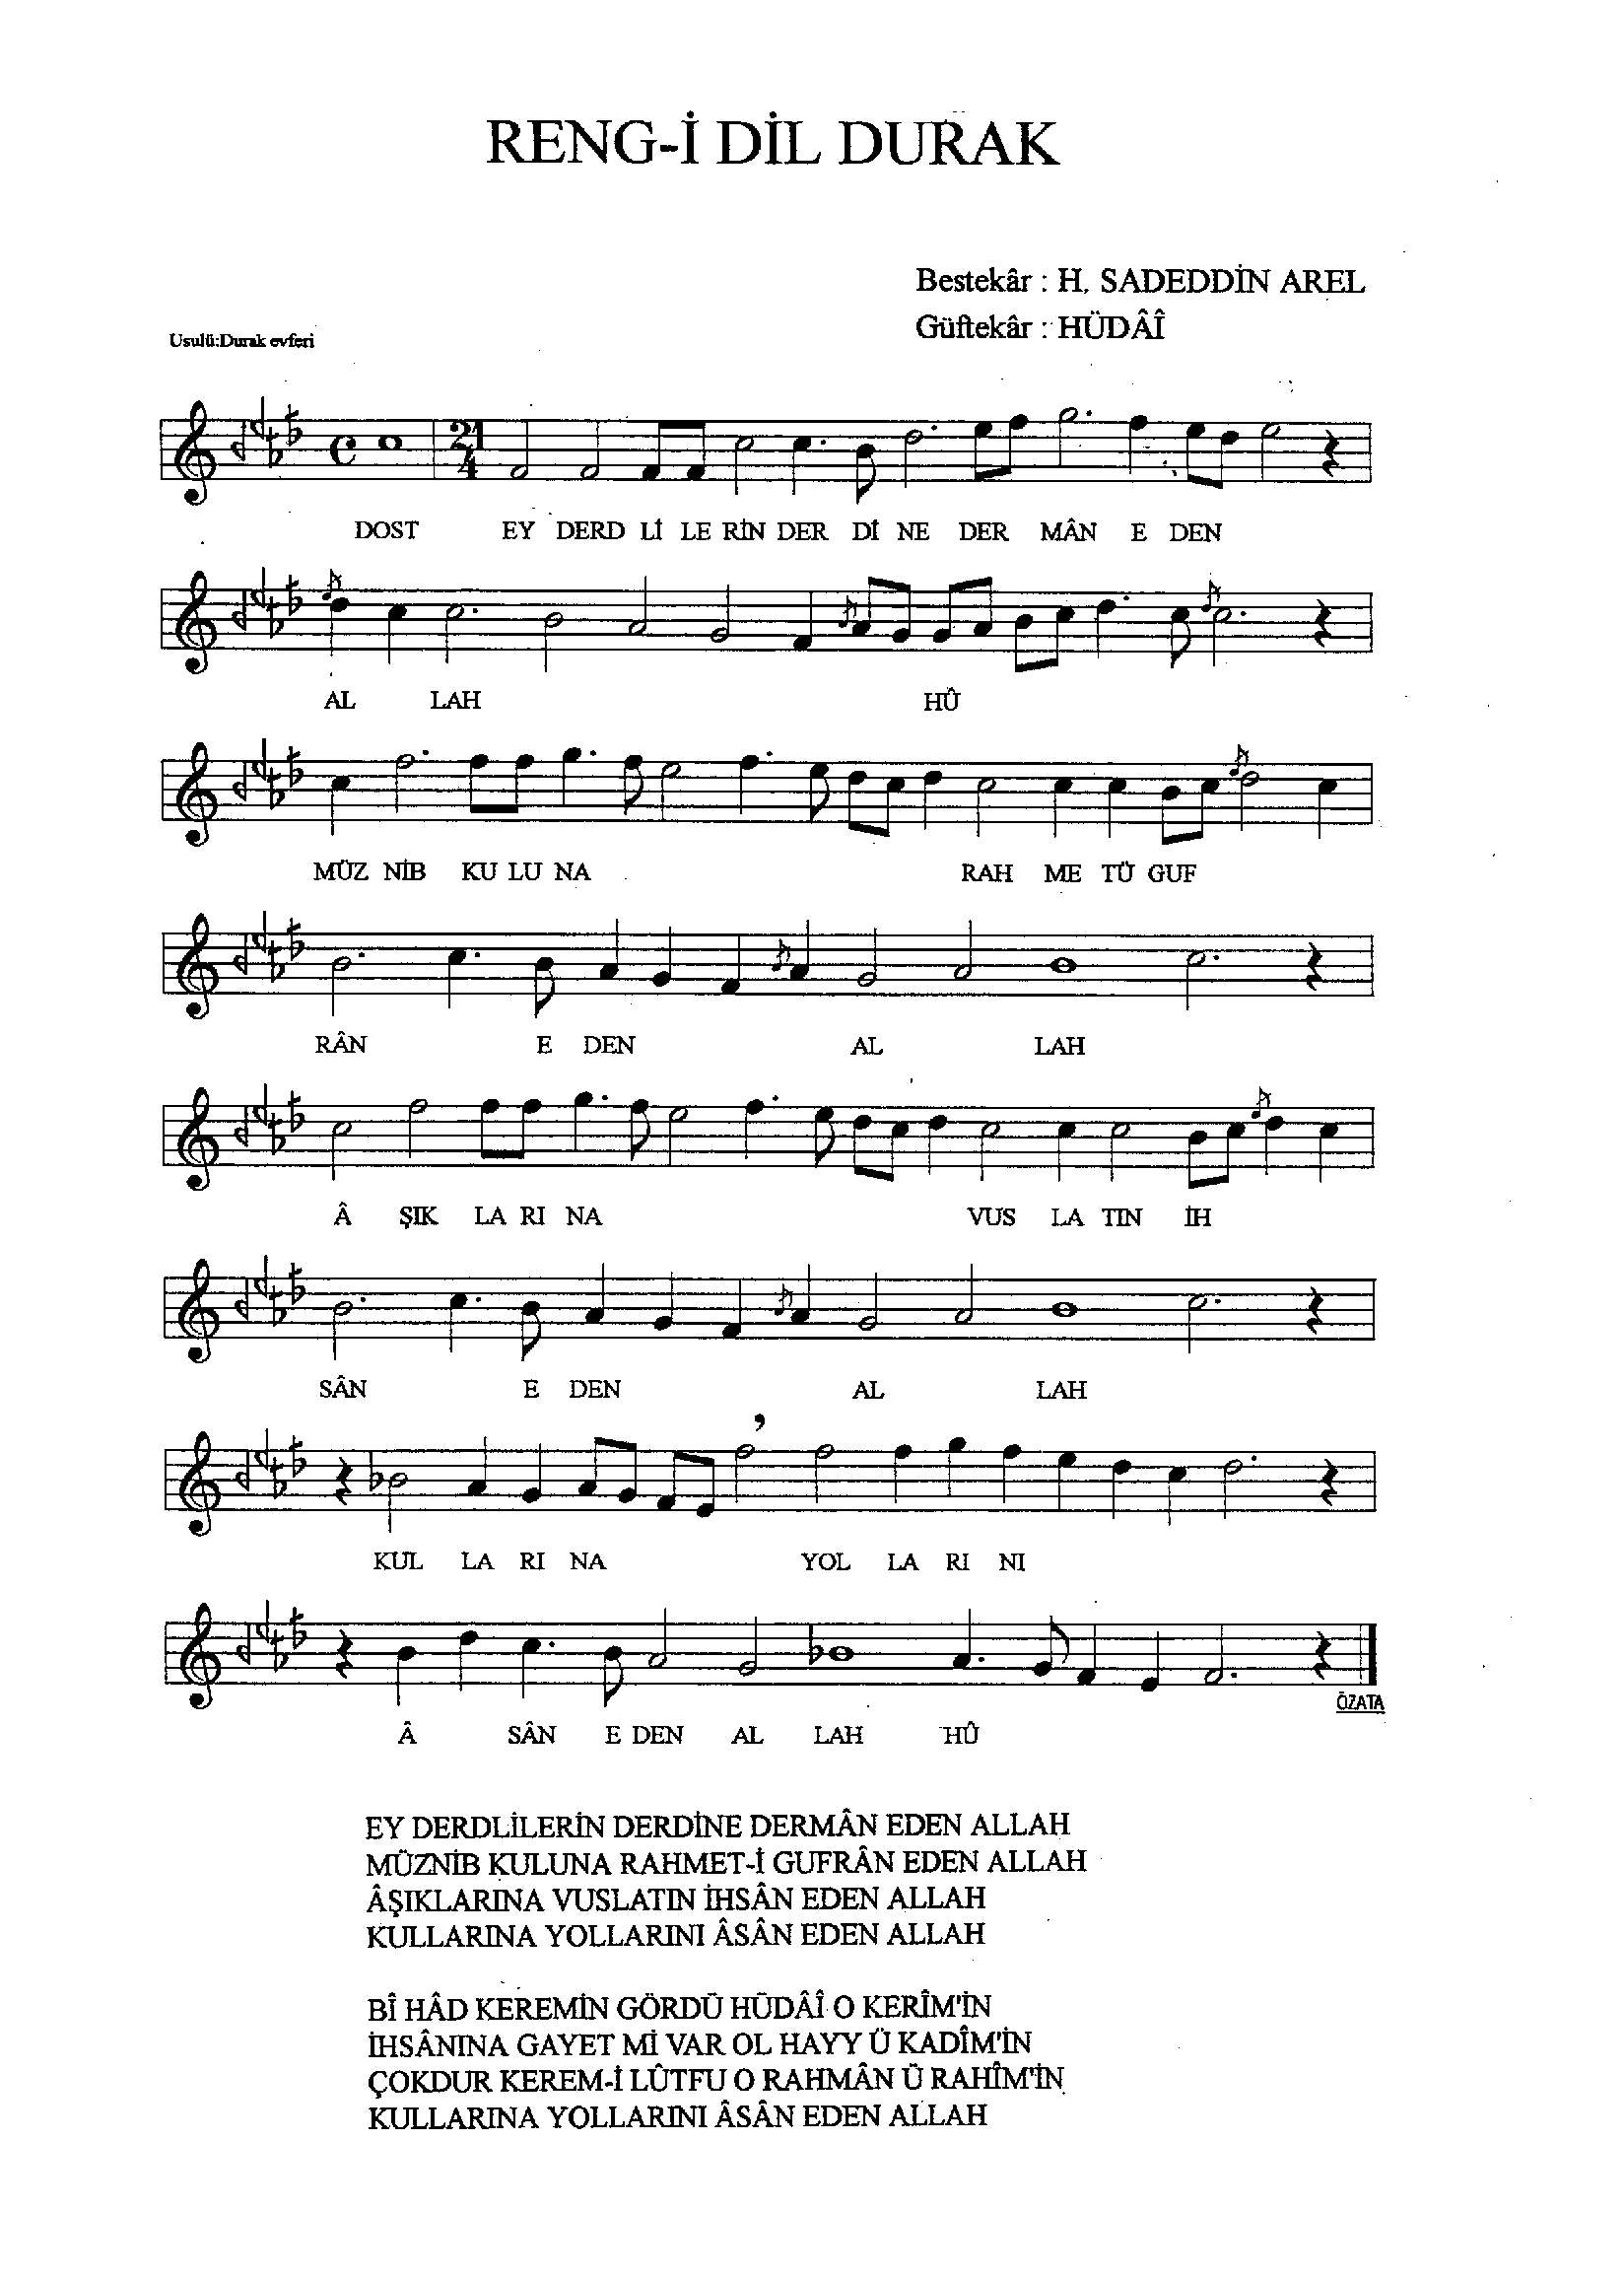 RENG-İ DİL DURAK
Bestekâr : H. SADEDDİN AREL
Güftekâr : HÜDÂÎ
Usulü:Durak evferi
21
4
DOST EY DERD Lİ LE RİN DER Dİ NE DER MÂN E DEN
AL LAH HÛ
MÜZ NİB KU LU NA RAH ME TÜ GUF
RÂN E DEN AL LAH
Â ŞIK LA RI NA VUS LA TIN İH
SÂN E DEN AL LAH
KUL LA RI NA YOL LA RI NI
Â SÂN E DEN AL LAH HÛ
ÖZATA
EY DERDLİLERİN DERDİNE DERMÂN EDEN ALLAH
MÜZNİB KULUNA RAHMET-İ GUFRÂN EDEN ALLAH
ÂŞIKLARINA VUSLATIN İHSÂN EDEN ALLAH
KULLARINA YOLLARINI ÂSÂN EDEN ALLAH
BÎ HÂD KEREMİN GÖRDÜ HÜDÂÎ O KERÎM'İN
İHSÂNINA GAYET Mİ VAR OL HAYY Ü KADÎM'İN
ÇOKDUR KEREM-İ LÛTFU O RAHMÂN Ü RAHÎM'İN
KULLARINA YOLLARINI ÂSÂN EDEN ALLAH